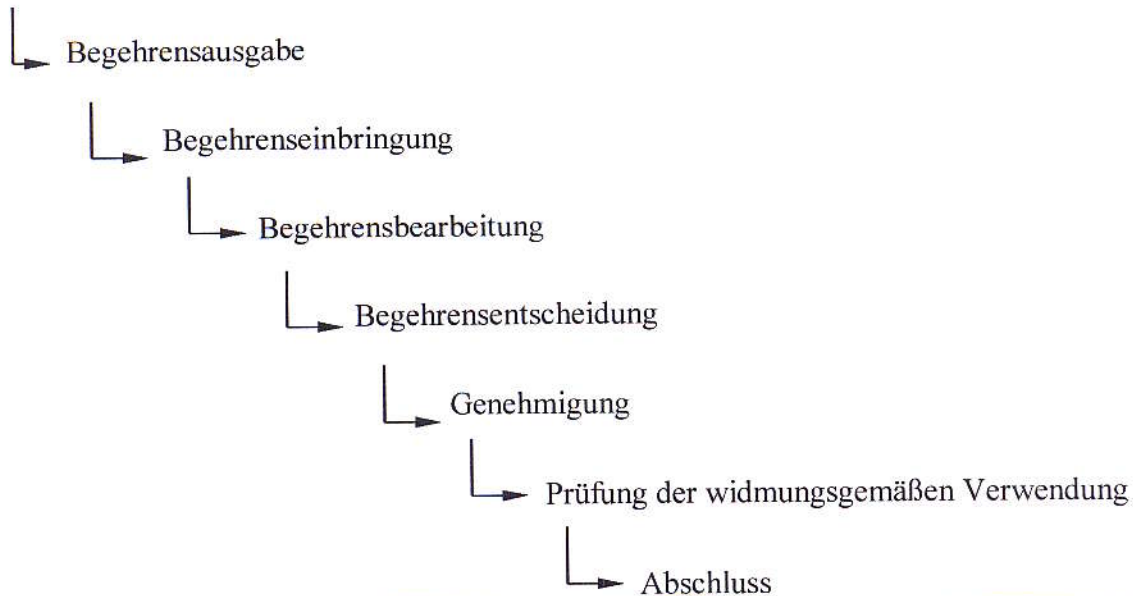 Begehrensausgabe
Begehrenseinbringung
Begehrensbearbeitung
Begehrensentscheidung
Genehmigung
Prüfung der widmungsgemäßen Verwendung
Abschluss